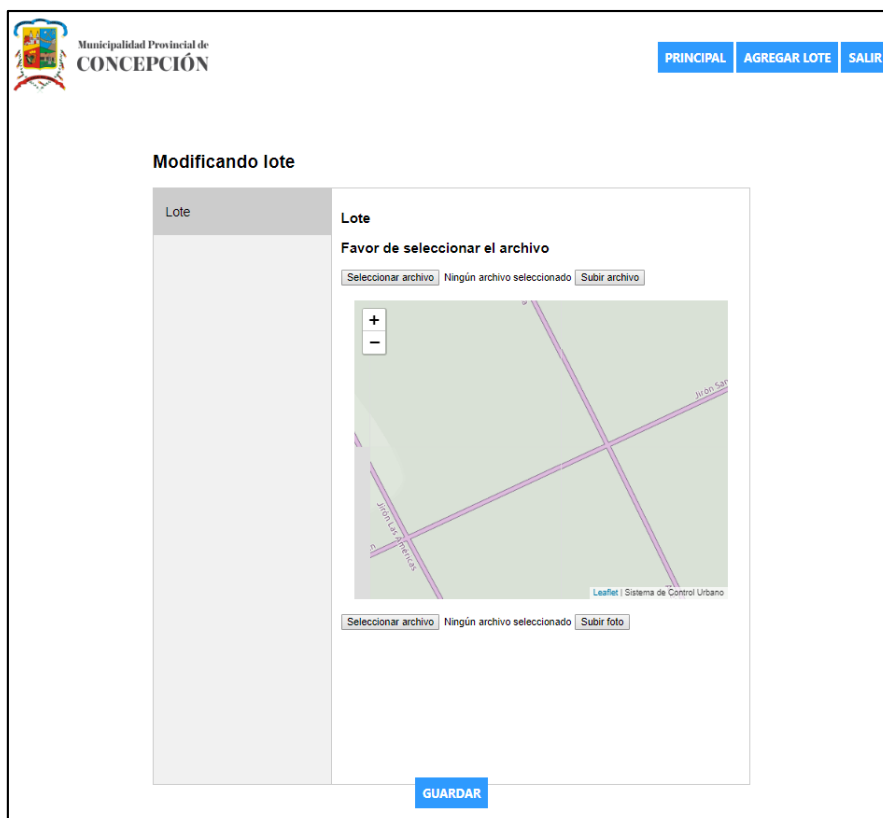 Municipalidad Provincial de
CONCEPCIÓN
PRINCIPAL AGREGAR LOTE SALIR
Modificando lote
Lote
Lote
Favor de seleccionar el archivo
Seleccionar archivo Ningún archivo seleccionado Subir archivo
+
−
Jirón San
Jirón Las Américas
Leaflet | Sistema de Control Urbano
Seleccionar archivo Ningún archivo seleccionado Subir foto
GUARDAR